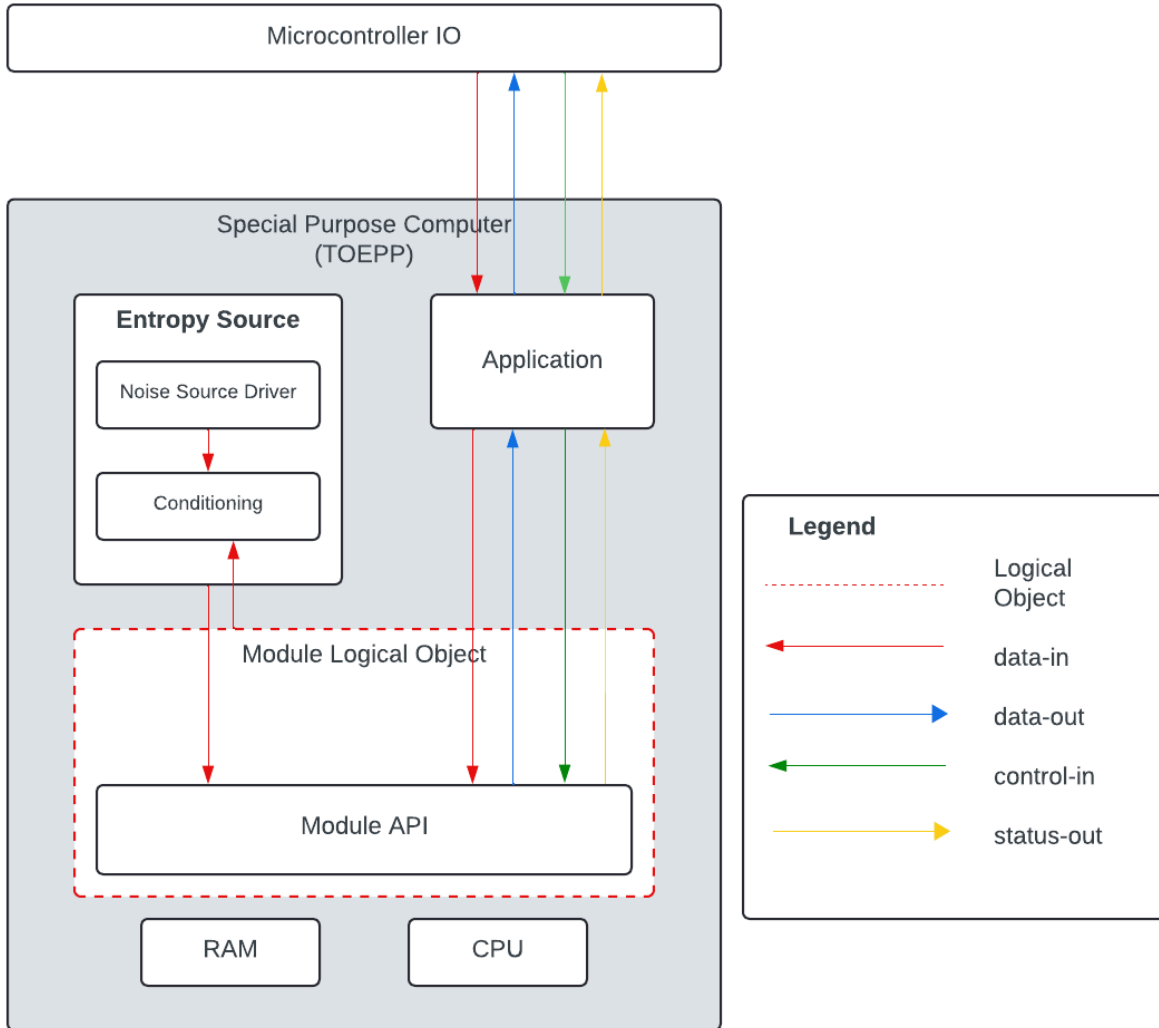 Microcontroller IO
Special Purpose Computer
(TOEPP)
Entropy Source
Noise Source Driver
Conditioning
Application
Module Logical Object
Module API
RAM
CPU
Legend
Logical
Object
data-in
data-out
control-in
status-out